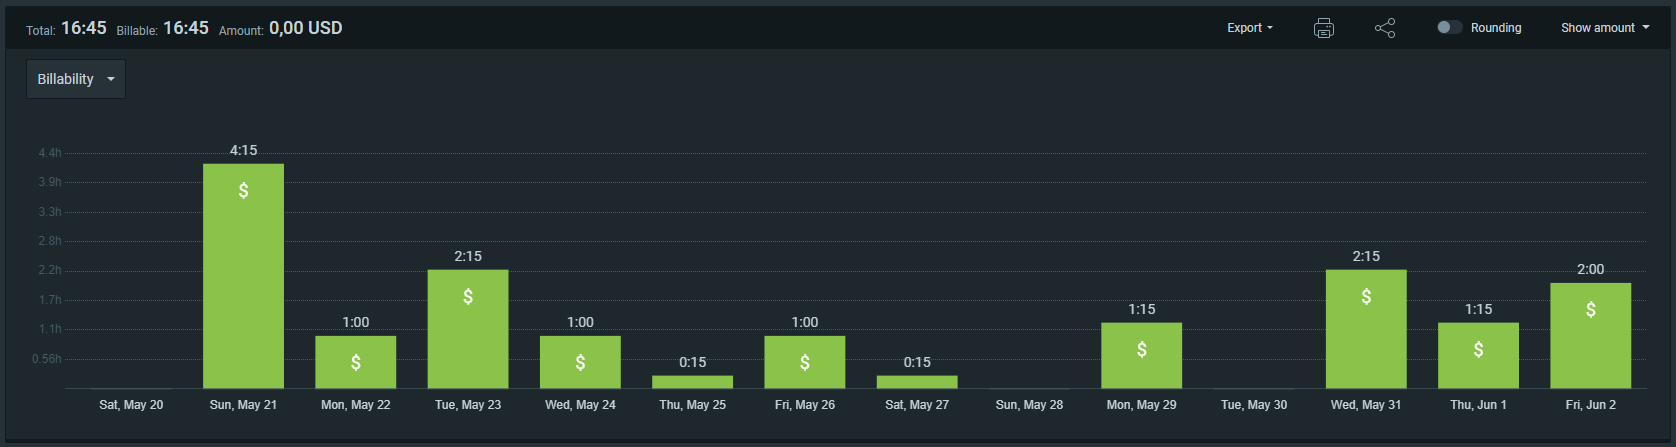 Total: 16:45 Billable: 16:45 Amount: 0,00 USD Export Rounding Show amount
Billability
4:15
4.4h
3.9h
$
3.3h
2.8h
2:15 2:15
2.2h
2:00
$ $
1.7h
1:00 1:00 1:00 1:15 1:15 $
1.1h
$ $ $ $ $
0.56h
0:15 0:15
Sat, May 20 Sun, May 21 Mon, May 22 Tue, May 23 Wed, May 24 Thu, May 25 Fri, May 26 Sat, May 27 Sun, May 28 Mon, May 29 Tue, May 30 Wed, May 31 Thu, Jun 1 Fri, Jun 2